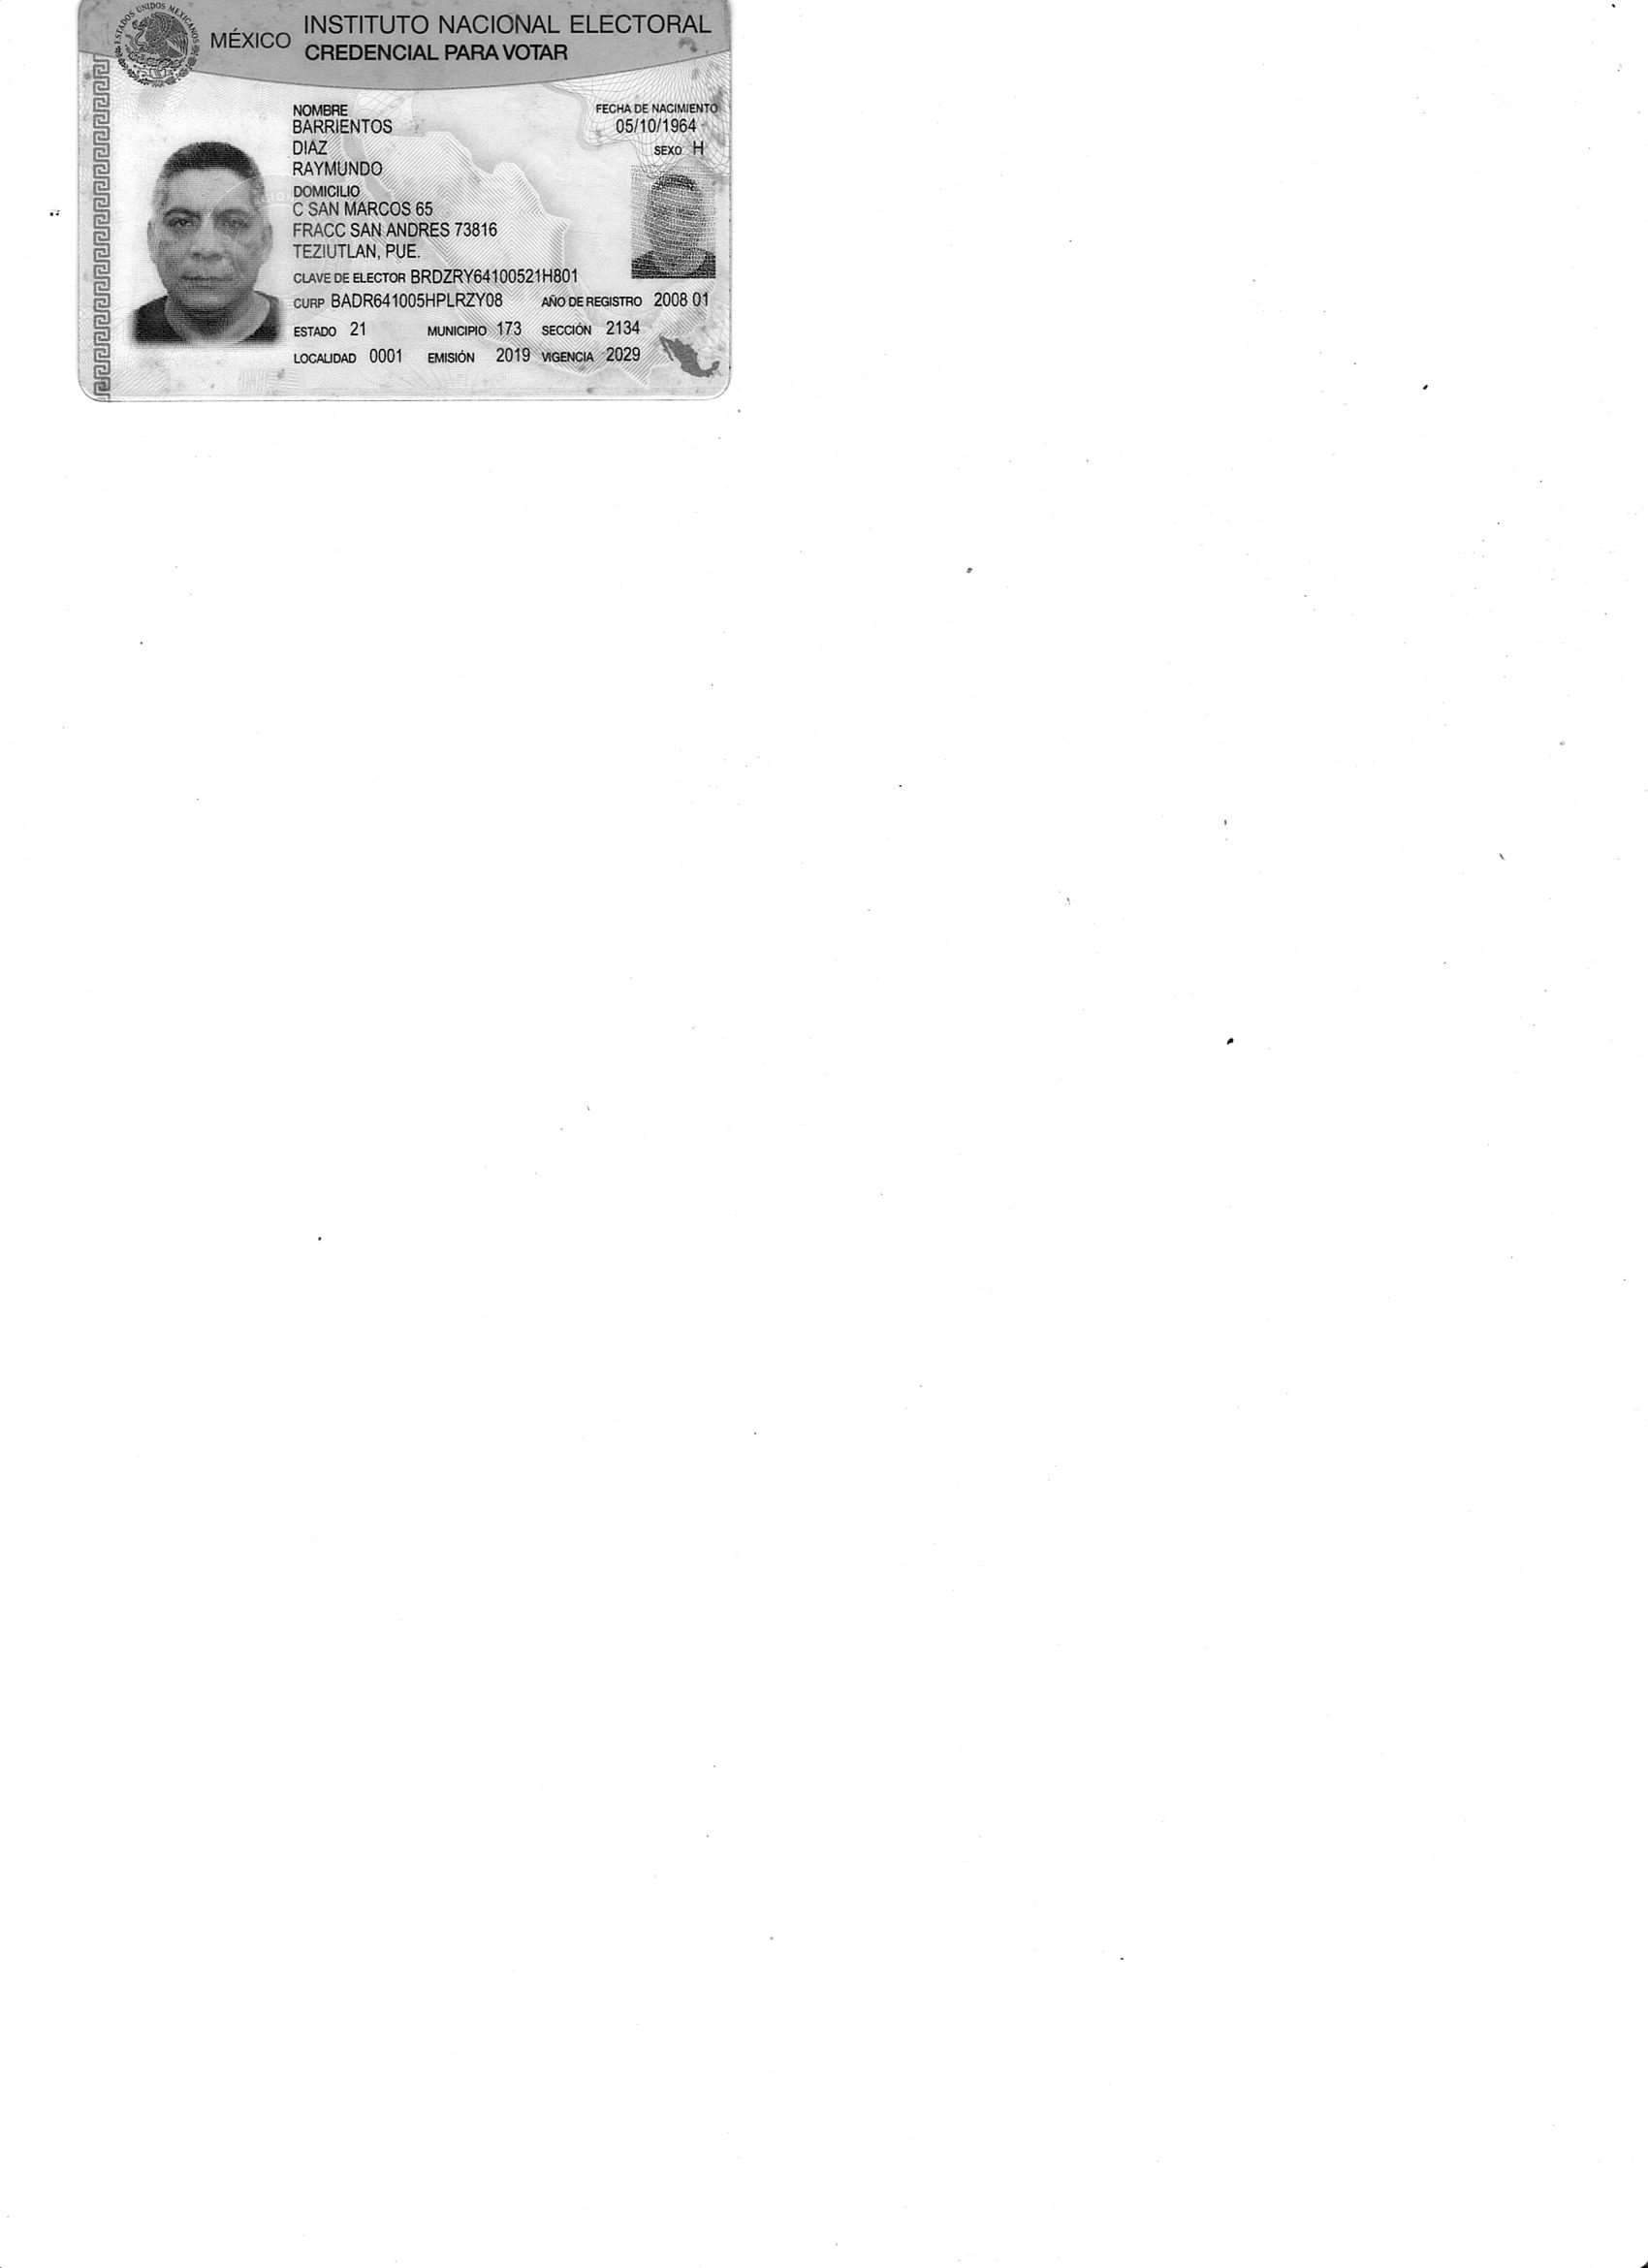 ESTADOS UNIDOS MEXICANOS
MÉXICO
INSTITUTO NACIONAL ELECTORAL
CREDENCIAL PARA VOTAR
NOMBRE
BARRIENTOS
DIAZ
RAYMUNDO
FECHA DE NACIMIENTO
05/10/1964
SEXO H
DOMICILIO
C SAN MARCOS 65
FRACC SAN ANDRES 73816
TEZIUTLAN, PUE.
CLAVE DE ELECTOR BRDZRY64100521H801
CURP BADR641005HPLRZY08 AÑO DE REGISTRO 2008 01
ESTADO 21 MUNICIPIO 173 SECCIÓN 2134
LOCALIDAD 0001 EMISIÓN 2019 VIGENCIA 2029